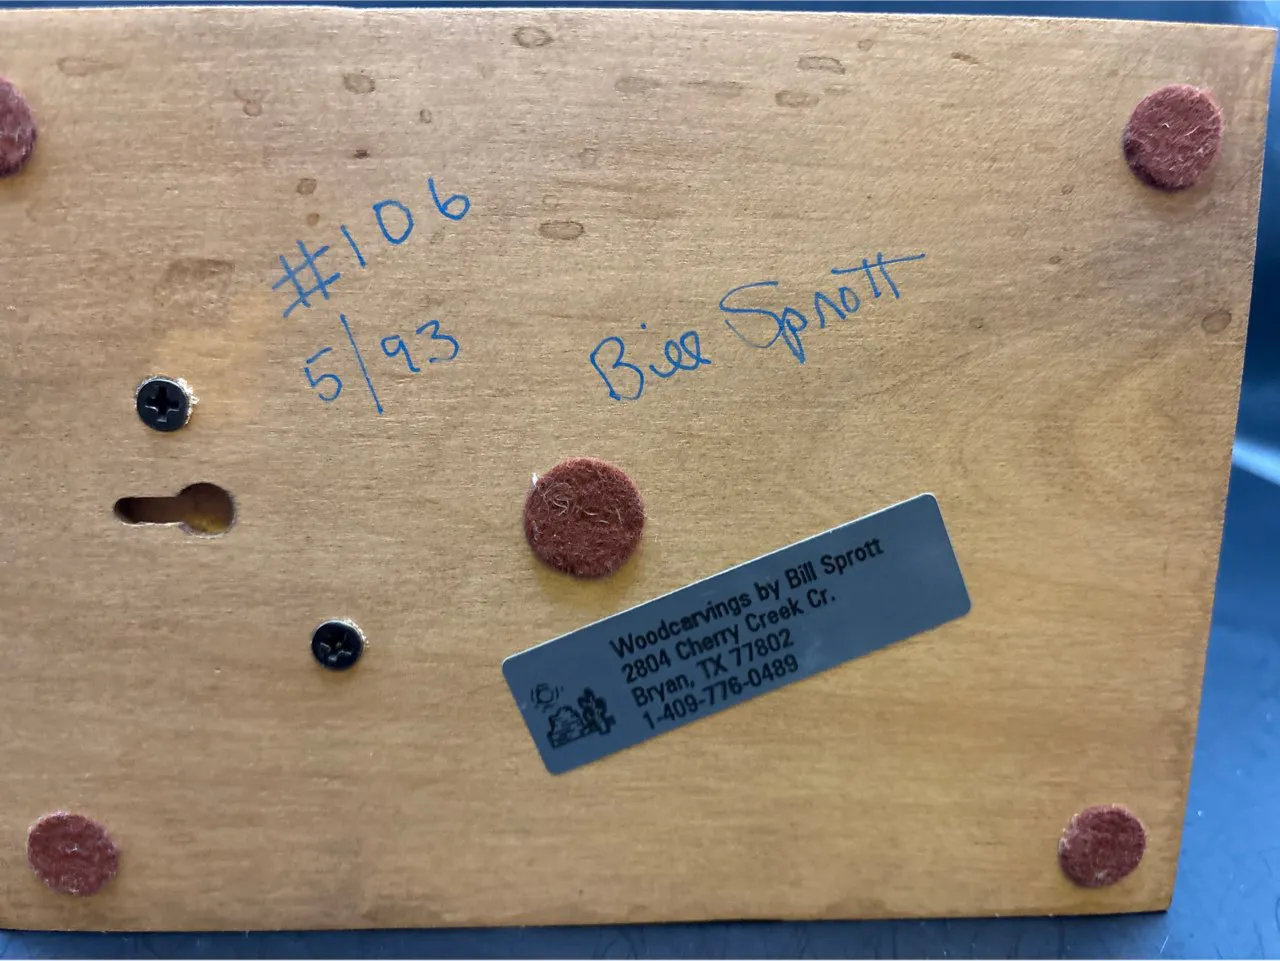 #106
5/93
Bill Sprott
Woodcarvings by Bill Sprott
2804 Cherry Creek Cr.
Bryan, TX 77802
1-409-776-0489